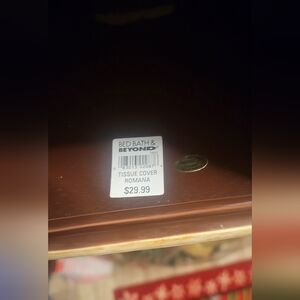 BED BATH &
BEYOND
TISSUE COVER
ROMANA
$29.99